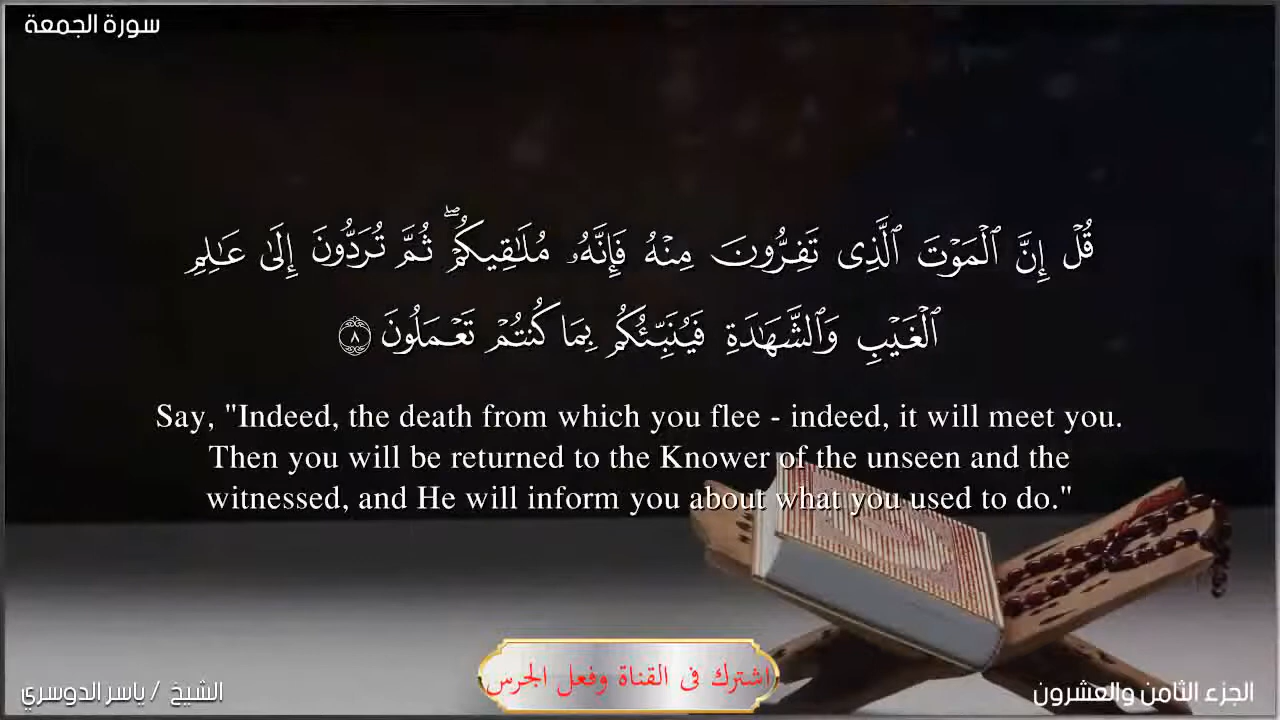 سورة الجمعة
قُلْ إِنَّ ٱلْمَوْتَ ٱلَّذِى تَفِرُّونَ مِنْهُ فَإِنَّهُۥ مُلَـٰقِيكُمْ ۖ ثُمَّ تُرَدُّونَ إِلَىٰ عَـٰلِمِ
ٱلْغَيْبِ وَٱلشَّهَـٰدَةِ فَيُنَبِّئُكُم بِمَا كُنتُمْ تَعْمَلُونَ ٨
Say, "Indeed, the death from which you flee - indeed, it will meet you.
Then you will be returned to the Knower of the unseen and the
witnessed, and He will inform you about what you used to do."
اشترك فى القناة وفعل الجرس
الجزء الثامن والعشرون
الشيخ / ياسر الدوسري